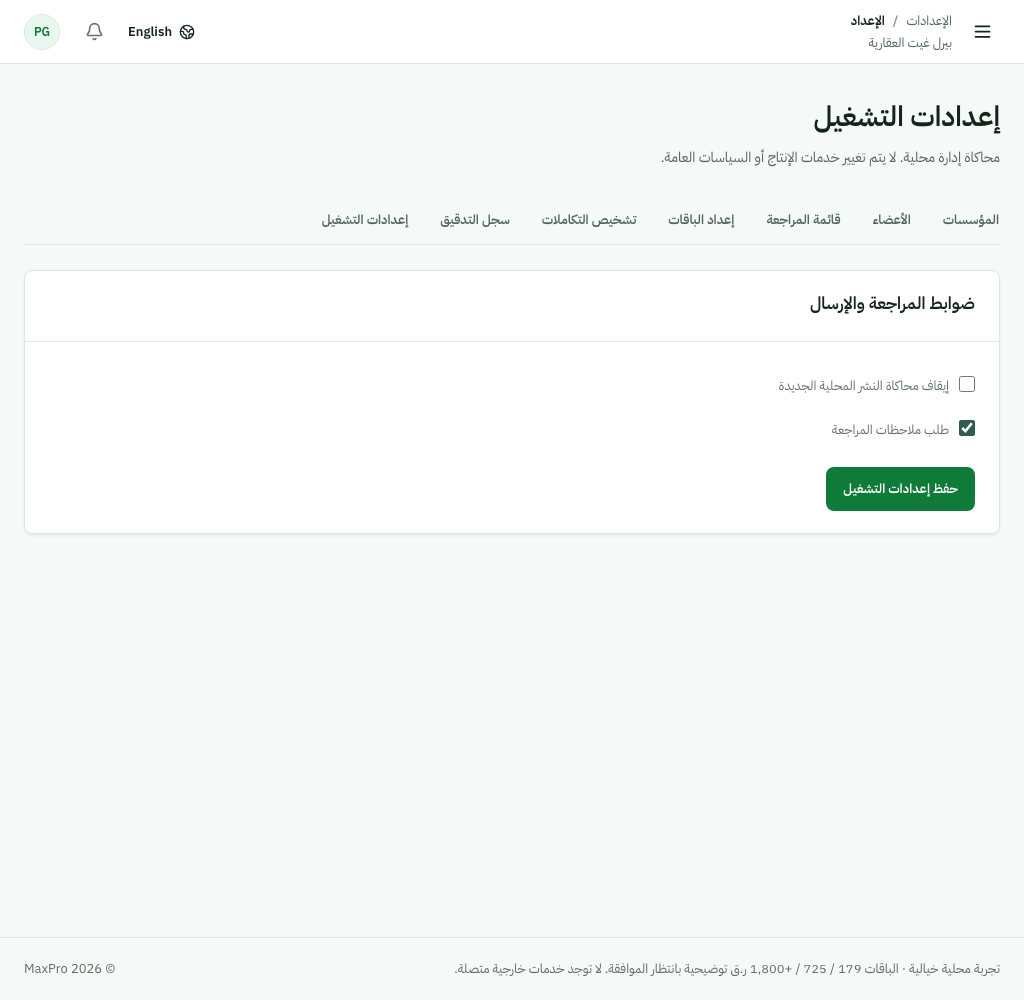 الإعدادات / الإعداد
بيرل غيت العقارية
English
PG
إعدادات التشغيل
محاكاة إدارة محلية. لا يتم تغيير خدمات الإنتاج أو السياسات العامة.
المؤسسات الأعضاء قائمة المراجعة إعداد الباقات تشخيص التكاملات سجل التدقيق إعدادات التشغيل
ضوابط المراجعة والإرسال
إيقاف محاكاة النشر المحلية الجديدة
طلب ملاحظات المراجعة
حفظ إعدادات التشغيل
تجربة محلية خيالية · الباقات 179 / 725 / +1,800 ر.ق توضيحية بانتظار الموافقة. لا توجد خدمات خارجية متصلة.
© 2026 MaxPro